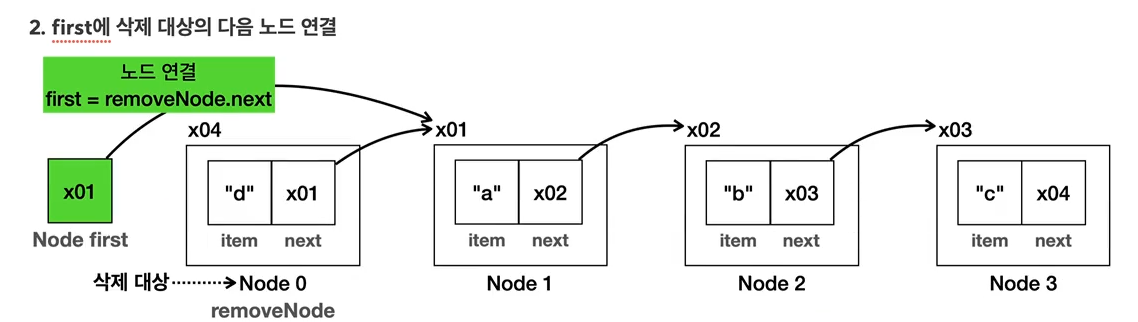 2. first에 삭제 대상의 다음 노드 연결
노드 연결
first = removeNode.next
x04
x01
x02
x03
x01
"d" x01
"a" x02
"b" x03
"c" x04
Node first
item next
item next
item next
item next
삭제 대상 Node 0
Node 1
Node 2
Node 3
removeNode